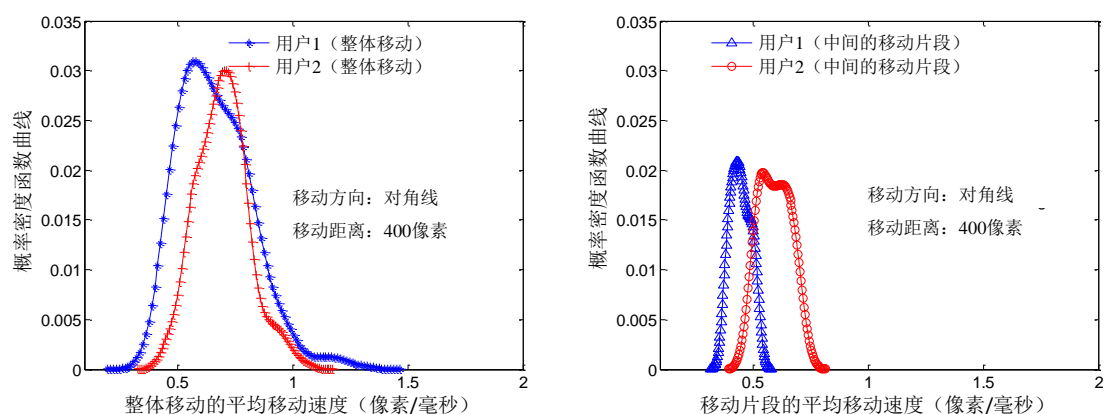 0.035
0.03
0.025
0.02
0.015
0.01
0.005
0
0.5
1
1.5
2
概率密度函数曲线
用户1（整体移动）
用户2（整体移动）
移动方向：对角线
移动距离：400像素
整体移动的平均移动速度（像素/毫秒）
0.035
0.03
0.025
0.02
0.015
0.01
0.005
0
0.5
1
1.5
2
概率密度函数曲线
用户1（中间的移动片段）
用户2（中间的移动片段）
移动方向：对角线
移动距离：400像素
移动片段的平均移动速度（像素/毫秒）